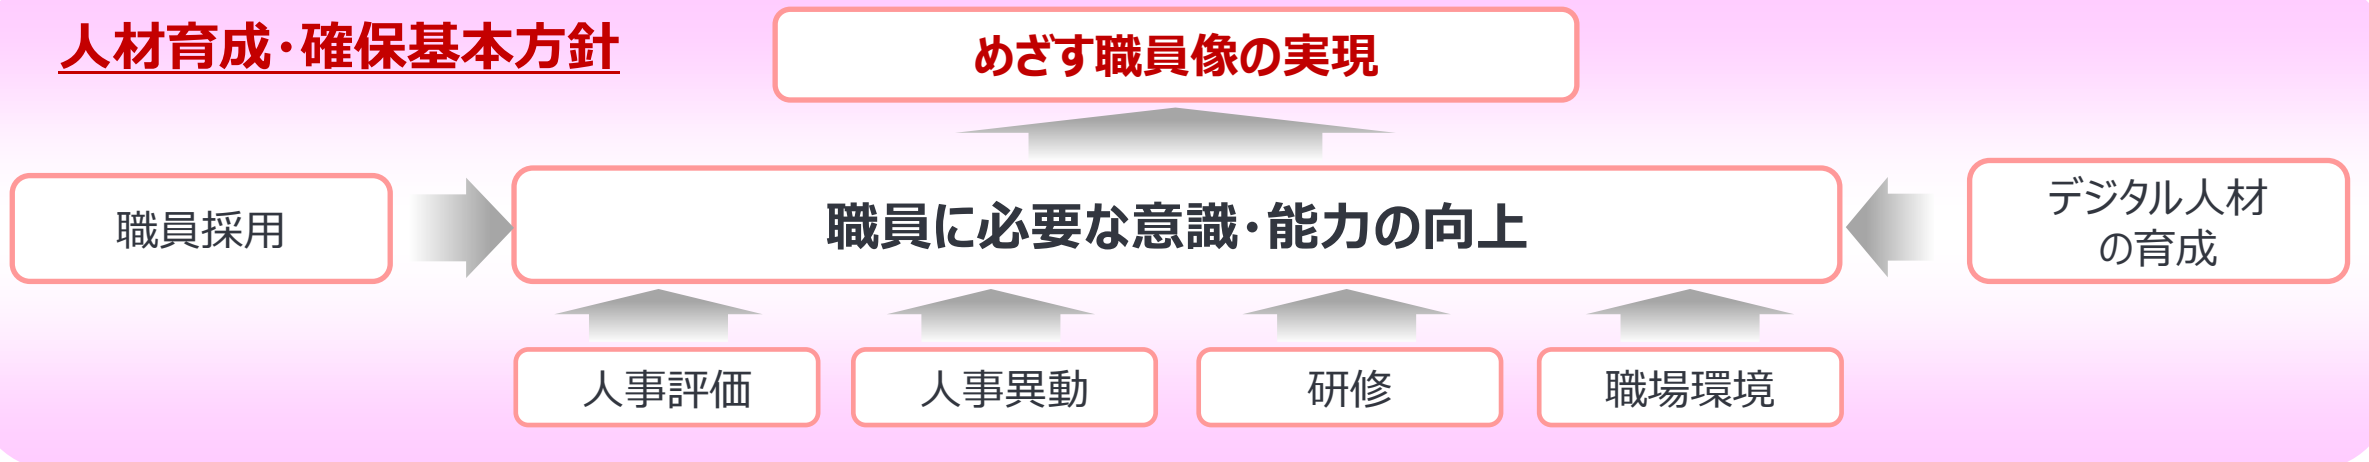 人材育成･確保基本方針
めざす職員像の実現
職員採用
職員に必要な意識･能力の向上
デジタル人材
の育成
人事評価
人事異動
研修
職場環境